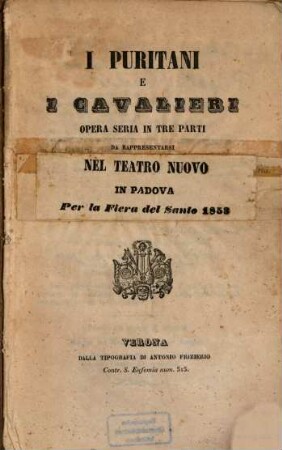 I PURITANI
E
I CAVALIERI
OPERA SERIA IN TRE PARTI
DA RAPPRESENTARSI
NEL TEATRO NUOVO
IN PADOVA
Per la Fiera del Santo 1853
VERONA
DALLA TIPOGRAFIA DI ANTONIO FRIZIERIO
Contr. S. Eufemia num. 515.